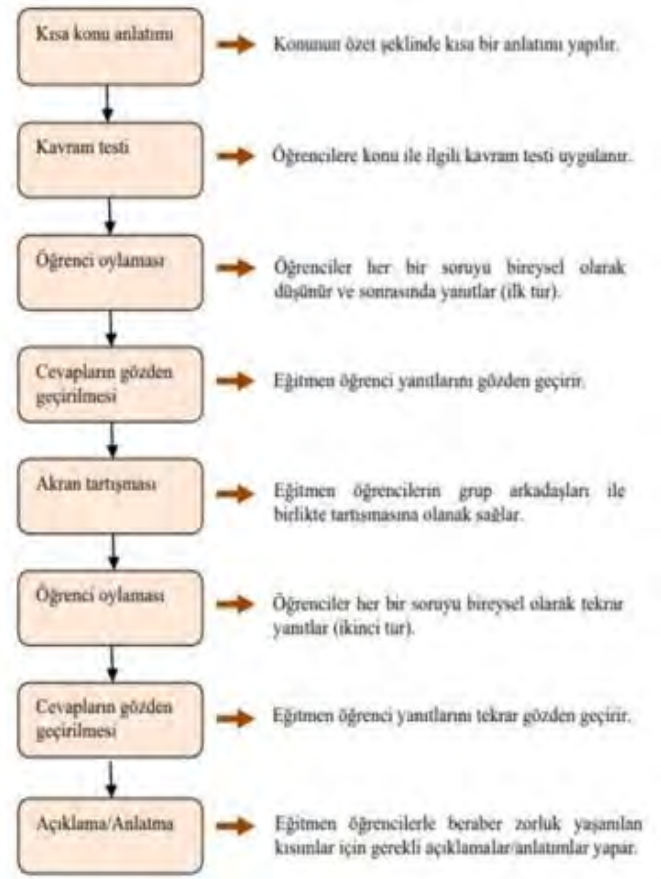 Kısa konu anlatımı
Konunun özet şeklinde kısa bir anlatımı yapılır.
Kavram testi
Öğrencilere konu ile ilgili kavram testi uygulanır.
Öğrenci oylaması
Öğrenciler her bir soruyu bireysel olarak
düşünür ve sonrasında yanıtlar (ilk tur).
Cevapların gözden
geçirilmesi
Eğitmen öğrenci yanıtlarını gözden geçirir.
Akran tartışması
Eğitmen öğrencilerin grup arkadaşları ile
birlikte tartışmasına olanak sağlar.
Öğrenci oylaması
Öğrenciler her bir soruyu bireysel olarak tekrar
yanıtlar (ikinci tur).
Cevapların gözden
geçirilmesi
Eğitmen öğrenci yanıtlarını tekrar gözden geçirir.
Açıklama/Anlatma
Eğitmen öğrencilerle beraber zorluk yaşanılan
kısımlar için gerekli açıklamalar/anlatımlar yapar.